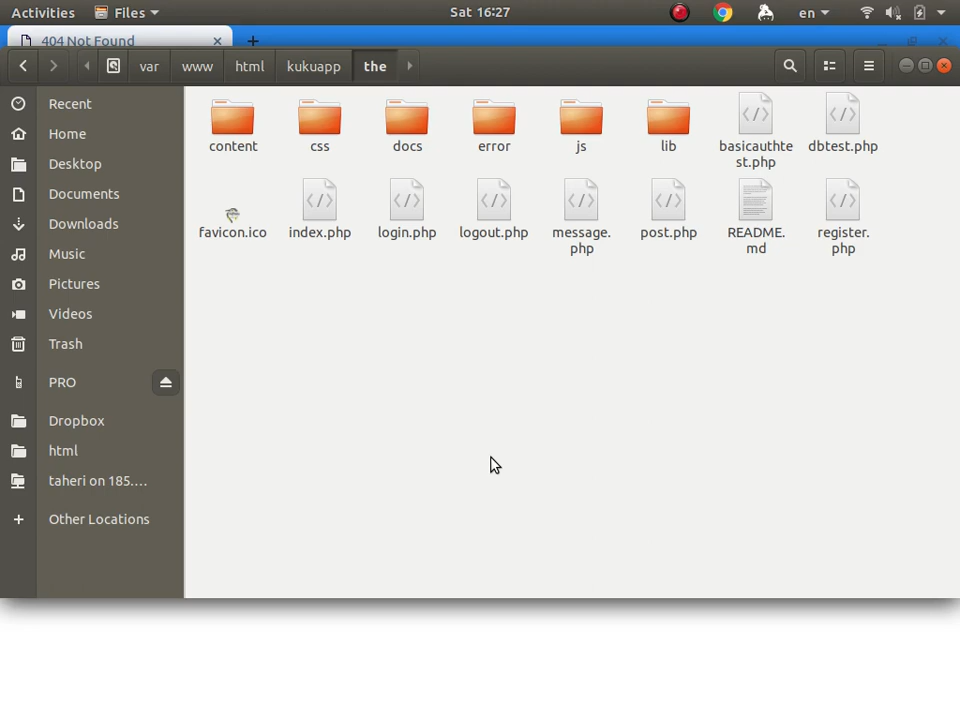 Activities Files Sat 16:27 en
404 Not Found
var www html kukuapp the
Recent
Home
Desktop
Documents
Downloads
Music
Pictures
Videos
Trash
PRO
Dropbox
html
taheri on 185....
Other Locations
content css docs error js lib basicauthte
st.php
dbtest.php
favicon.ico index.php login.php logout.php message.
php
post.php README.
md
register.
php